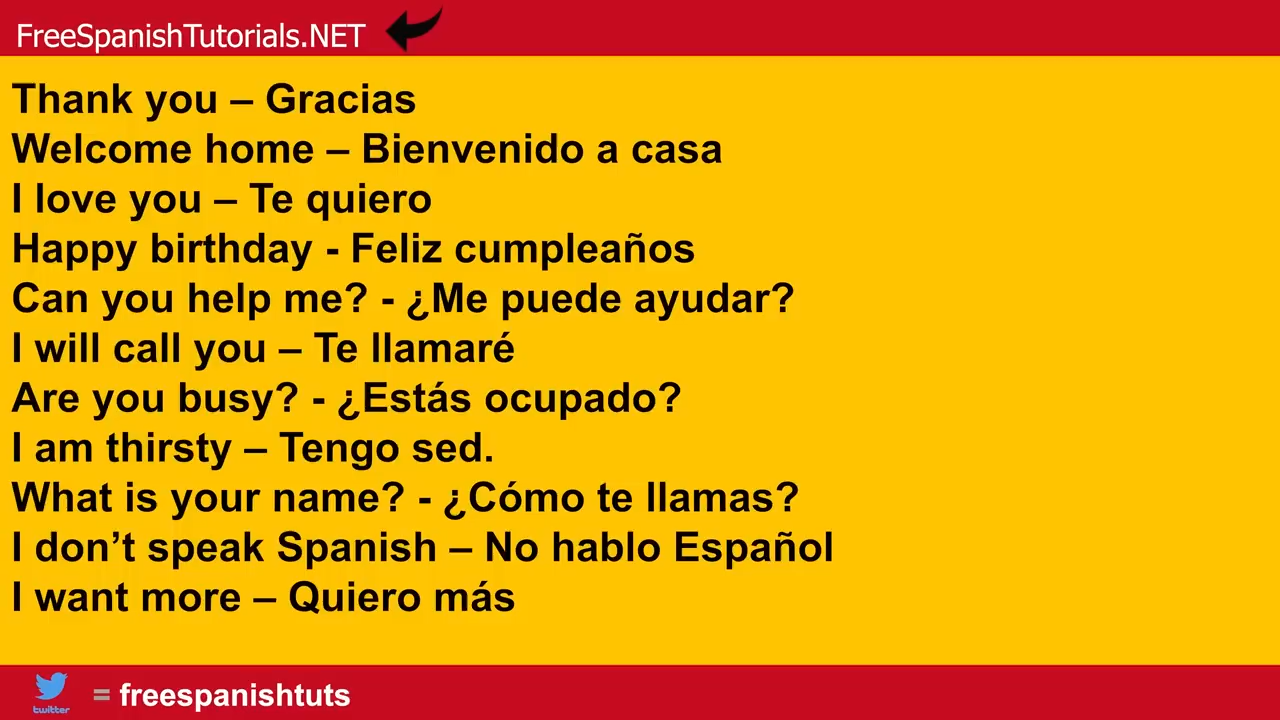 FreeSpanishTutorials.NET
Thank you – Gracias
Welcome home – Bienvenido a casa
I love you – Te quiero
Happy birthday - Feliz cumpleaños
Can you help me? - ¿Me puede ayudar?
I will call you – Te llamaré
Are you busy? - ¿Estás ocupado?
I am thirsty – Tengo sed.
What is your name? - ¿Cómo te llamas?
I don’t speak Spanish – No hablo Español
I want more – Quiero más
twitter = freespanishtuts